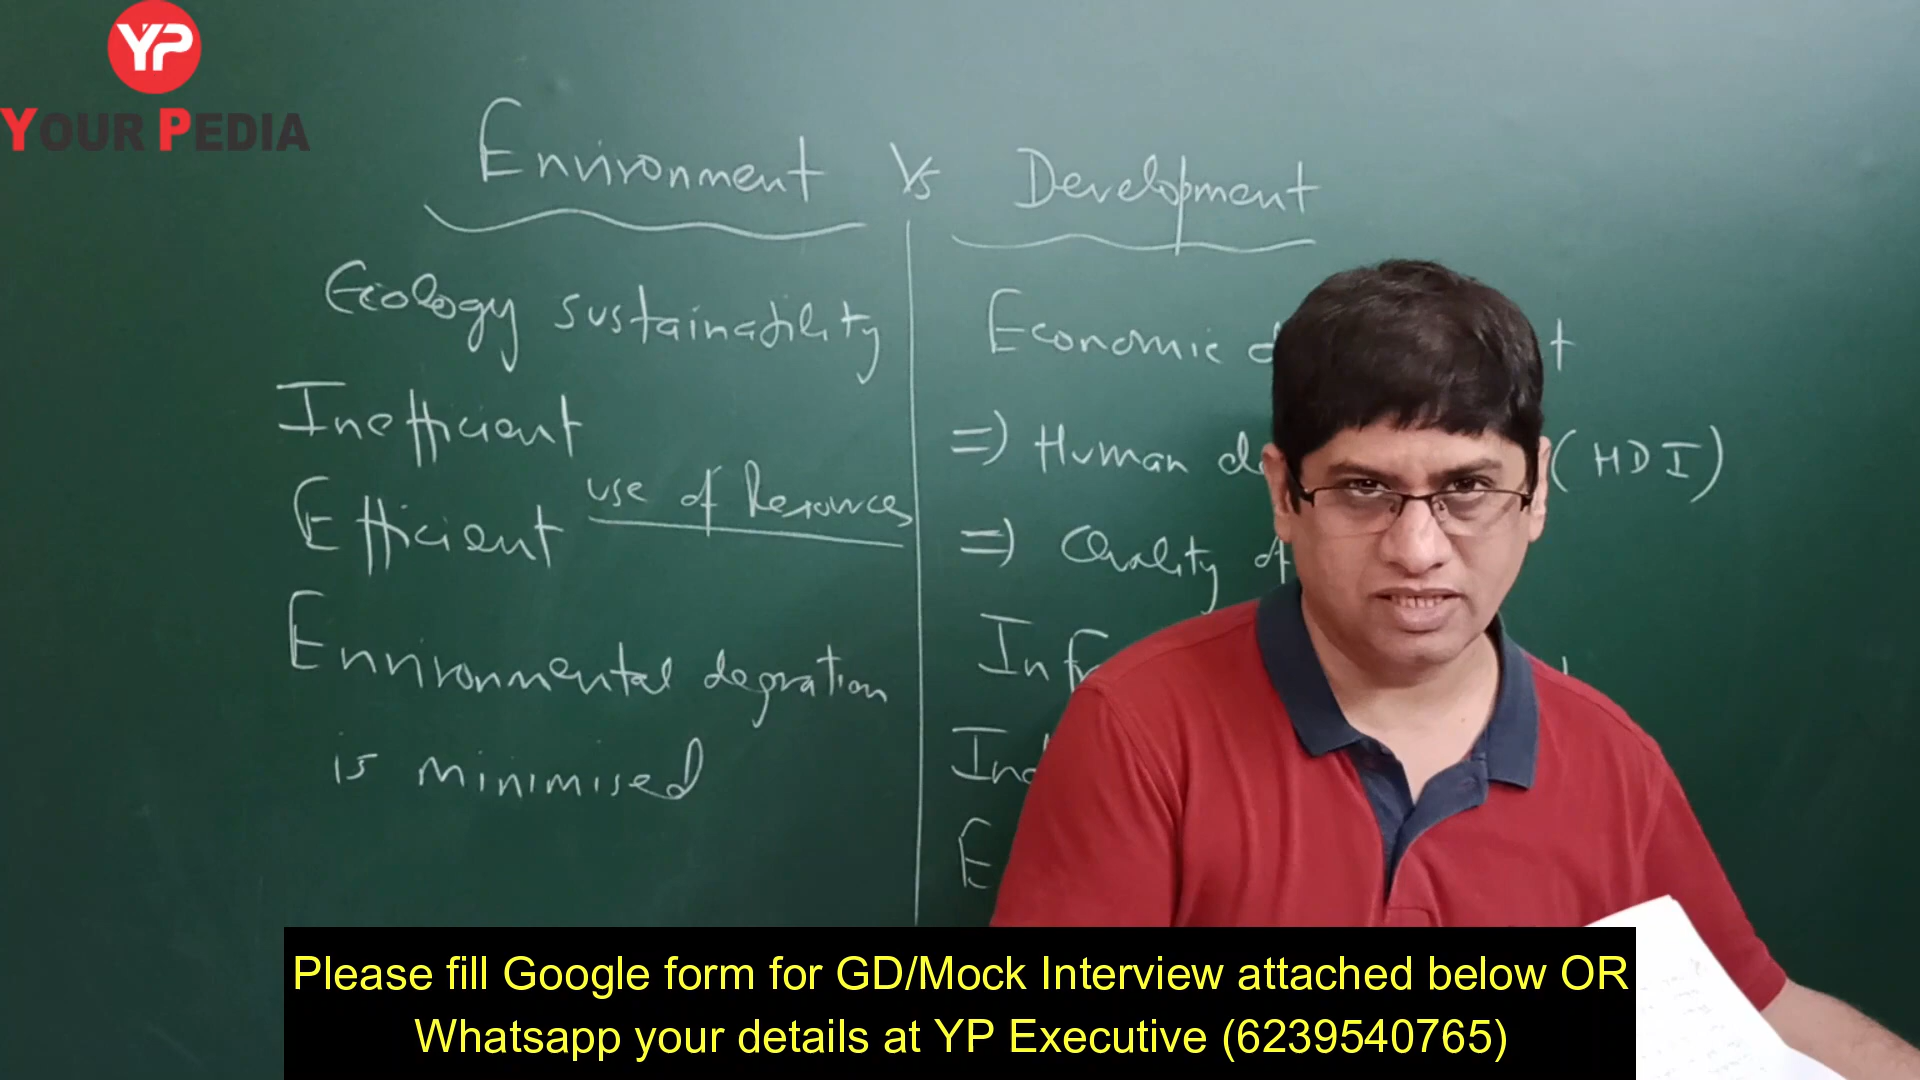 YP
YOUR PEDIA
Environment Vs Development
Ecology sustainability
Inefficient
Efficient use of Resources
Environmental degration
is minimised
Economic
=) Human (HDI)
=) Quality of
Please fill Google form for GD/Mock Interview attached below OR
Whatsapp your details at YP Executive (6239540765)